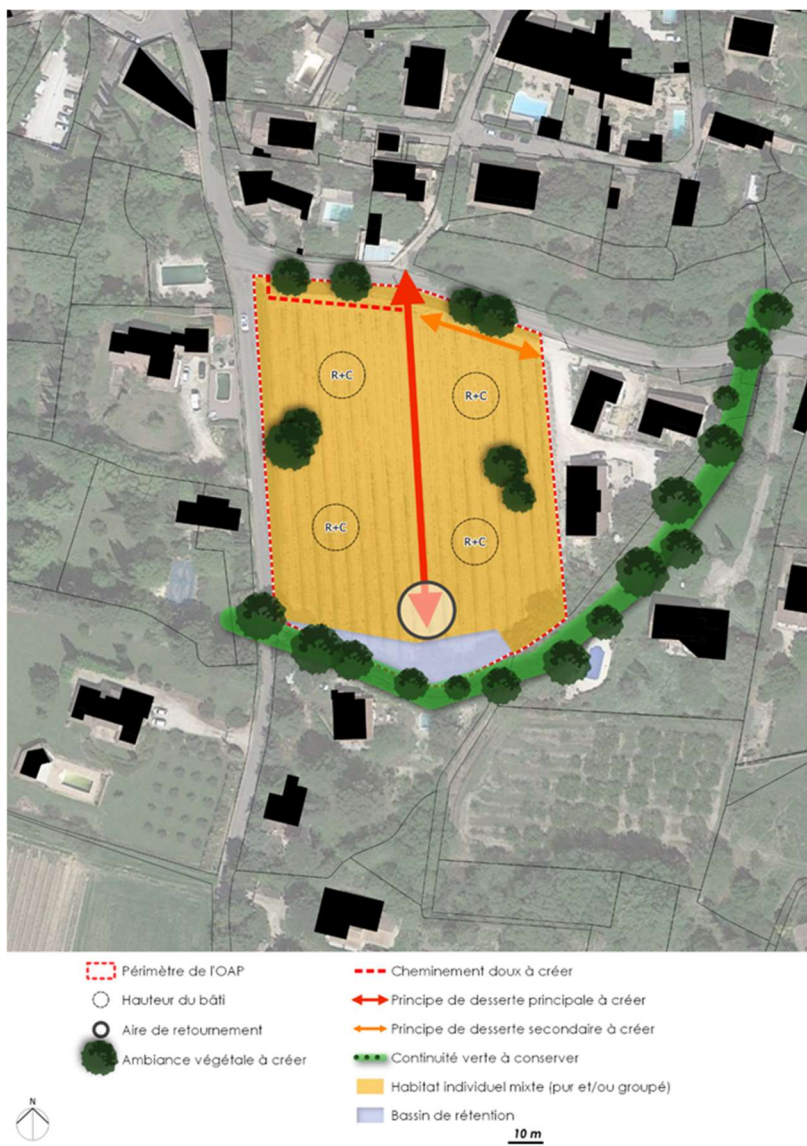 R+C
R+C
R+C
R+C
Périmètre de l'OAP
Hauteur du bâti
Aire de retournement
Ambiance végétale à créer
Cheminement doux à créer
Principe de desserte principale à créer
Principe de desserte secondaire à créer
Continuité verte à conserver
Habitat individuel mixte (pur et/ou groupé)
Bassin de rétention
N
10 m